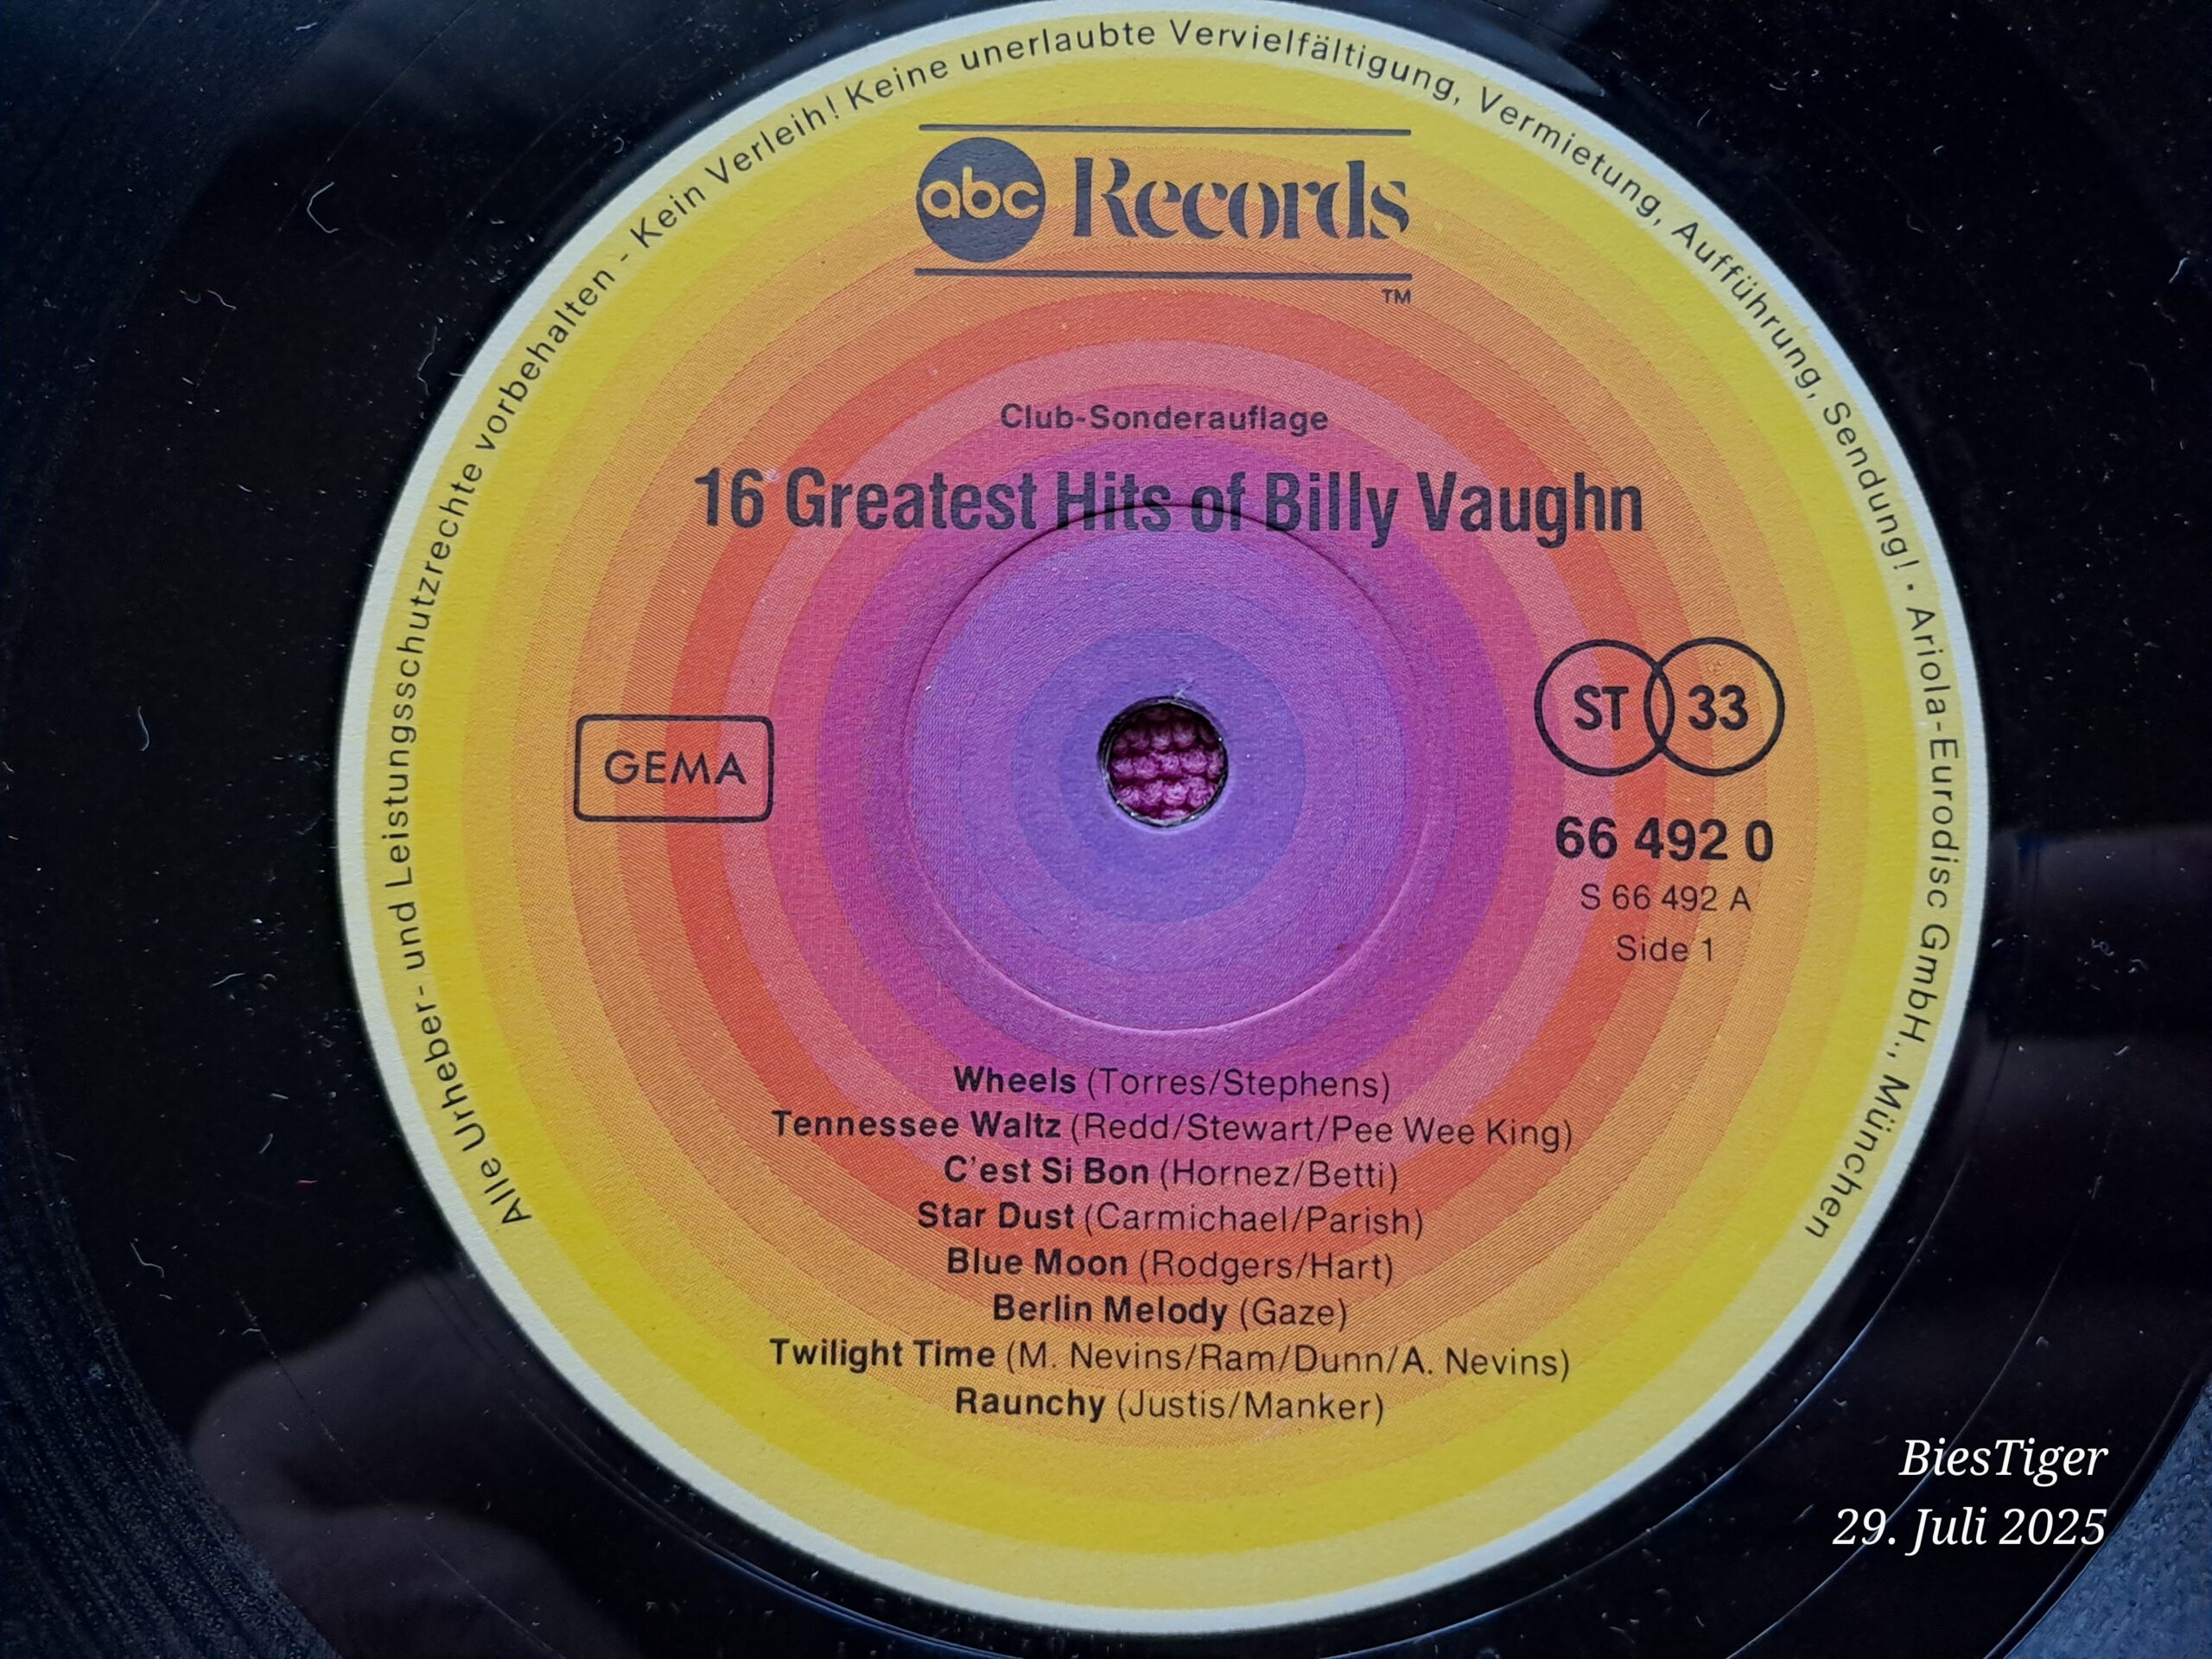 Alle Urheber- und Leistungsschutzrechte vorbehalten - Kein Verleih! Keine unerlaubte Vervielfältigung, Vermietung, Aufführung, Sendung! · Ariola-Eurodisc GmbH., München
abc Records
TM
Club-Sonderauflage
16 Greatest Hits of Billy Vaughn
GEMA
ST 33
66 492 0
S 66 492 A
Side 1
Wheels (Torres/Stephens)
Tennessee Waltz (Redd/Stewart/Pee Wee King)
C'est Si Bon (Hornez/Betti)
Star Dust (Carmichael/Parish)
Blue Moon (Rodgers/Hart)
Berlin Melody (Gaze)
Twilight Time (M. Nevins/Ram/Dunn/A. Nevins)
Raunchy (Justis/Manker)
BiesTiger
29. Juli 2025